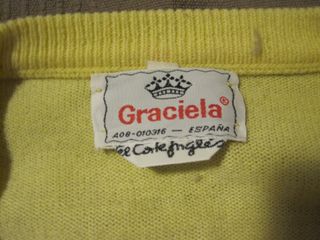 Graciela®
A08-010316 — ESPAÑA
El Corte Inglés